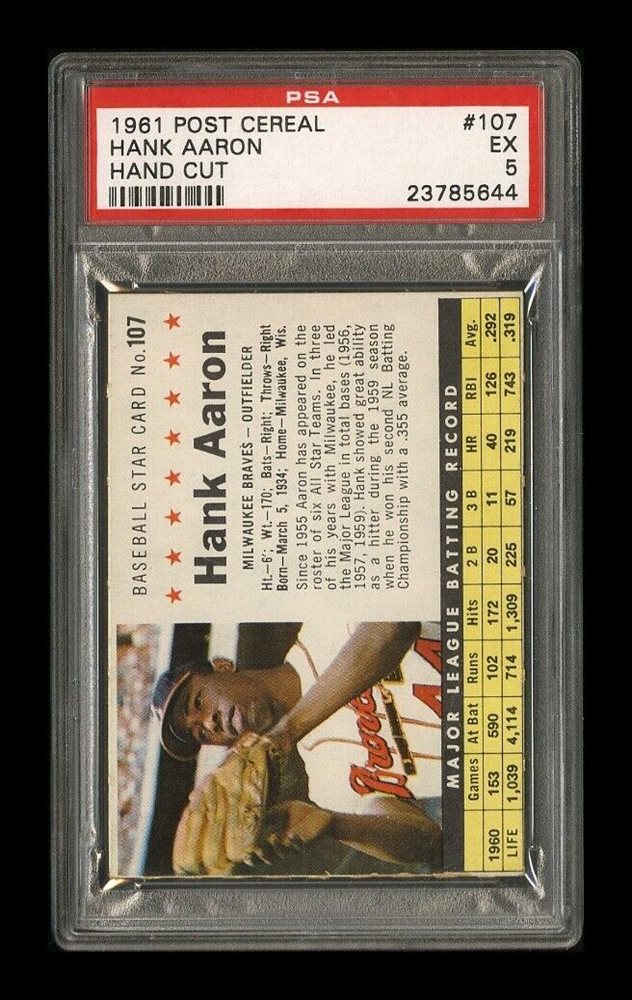 PSA
1961 POST CEREAL #107
HANK AARON EX
HAND CUT 5
23785644
BASEBALL STAR CARD No. 107
Hank Aaron
MILWAUKEE BRAVES – OUTFIELDER
Ht.—6'; Wt.—170; Bats—Right; Throws—Right
Born—March 5, 1934; Home—Milwaukee, Wis.
Since 1955 Aaron has appeared on the
roster of six All Star Teams. In three
of his years with Milwaukee, he led
the Major League in total bases (1956,
1957, 1959). Hank showed great ability
as a hitter during the 1959 season
when he won his second NL Batting
Championship with a .355 average.
Braves
44
MAJOR LEAGUE BATTING RECORD
Games At Bat Runs Hits 2 B 3 B HR RBI Avg.
1960 153 590 102 172 20 11 40 126 .292
LIFE 1,039 4,114 714 1,309 225 57 219 743 .319